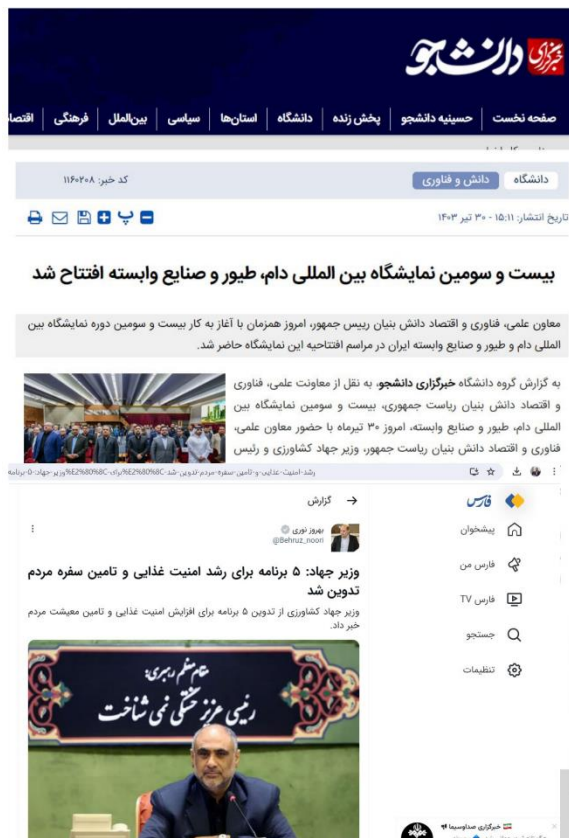 خبرگزاری دانشجو
صفحه نخست | حسینیه دانشجو | پخش زنده | دانشگاه | استان‌ها | سیاسی | بین‌الملل | فرهنگی | اقتصا
دانشگاه دانش و فناوری
کد خبر: ۱۱۶۰۲۰۸
تاریخ انتشار: ۱۵:۱۱ - ۳۰ تیر ۱۴۰۳
پ
بیست و سومین نمایشگاه بین المللی دام، طیور و صنایع وابسته افتتاح شد
معاون علمی، فناوری و اقتصاد دانش بنیان رییس جمهور، امروز همزمان با آغاز به کار بیست و سومین دوره نمایشگاه بین
المللی دام و طیور و صنایع وابسته ایران در مراسم افتتاحیه این نمایشگاه حاضر شد.
به گزارش گروه دانشگاه خبرگزاری دانشجو، به نقل از معاونت علمی، فناوری
و اقتصاد دانش بنیان ریاست جمهوری، بیست و سومین نمایشگاه بین
المللی دام، طیور و صنایع وابسته، امروز ۳۰ تیرماه با حضور معاون علمی،
فناوری و اقتصاد دانش بنیان ریاست جمهور، وزیر جهاد کشاورزی و رئیس
فارس
پیشخوان
فارس من
فارس TV
جستجو
تنظیمات
گزارش
بهروز نوری
@Behruz_noori
وزیر جهاد: ۵ برنامه برای رشد امنیت غذایی و تامین سفره مردم
تدوین شد
وزیر جهاد کشاورزی از تدوین ۵ برنامه برای افزایش امنیت غذایی و تامین معیشت مردم
خبر داد.
مقام معظم رهبری:
رئیسی عزیز خستگی نمی شناخت
خبرگزاری صداوسیما